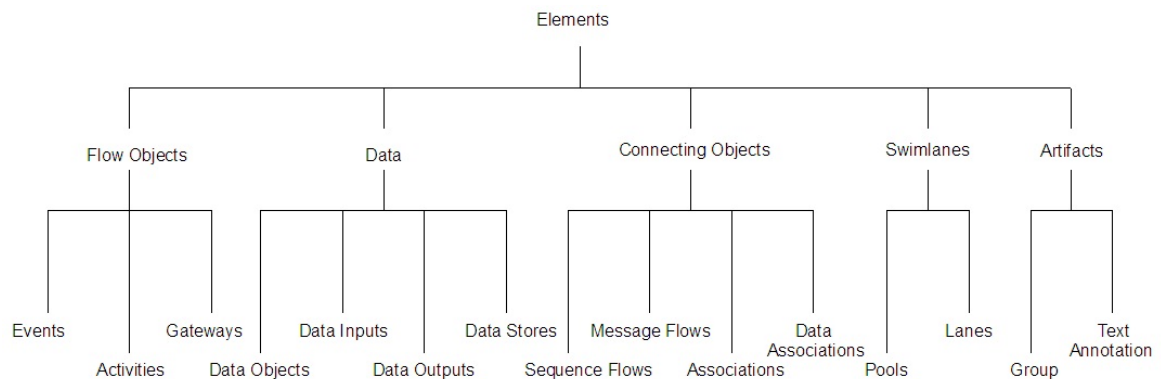 Elements
Flow Objects
Data
Connecting Objects
Swimlanes
Artifacts
Events
Activities
Gateways
Data Objects
Data Inputs
Data Outputs
Data Stores
Sequence Flows
Message Flows
Associations
Data
Associations
Pools
Lanes
Group
Text
Annotation